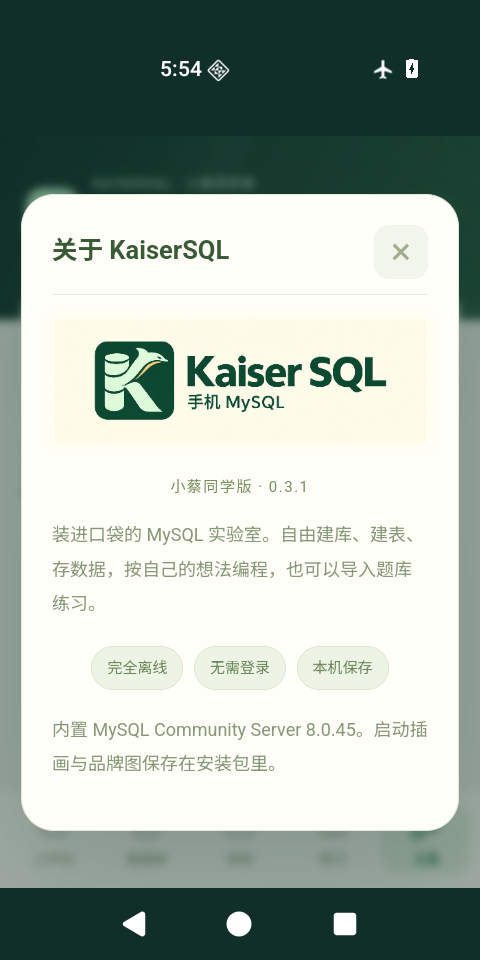 5:54
关于 KaiserSQL
Kaiser SQL
手机 MySQL
小蔡同学版 · 0.3.1
装进口袋的 MySQL 实验室。自由建库、建表、
存数据，按自己的想法编程，也可以导入题库
练习。
完全离线 无需登录 本机保存
内置 MySQL Community Server 8.0.45。启动插
画与品牌图保存在安装包里。